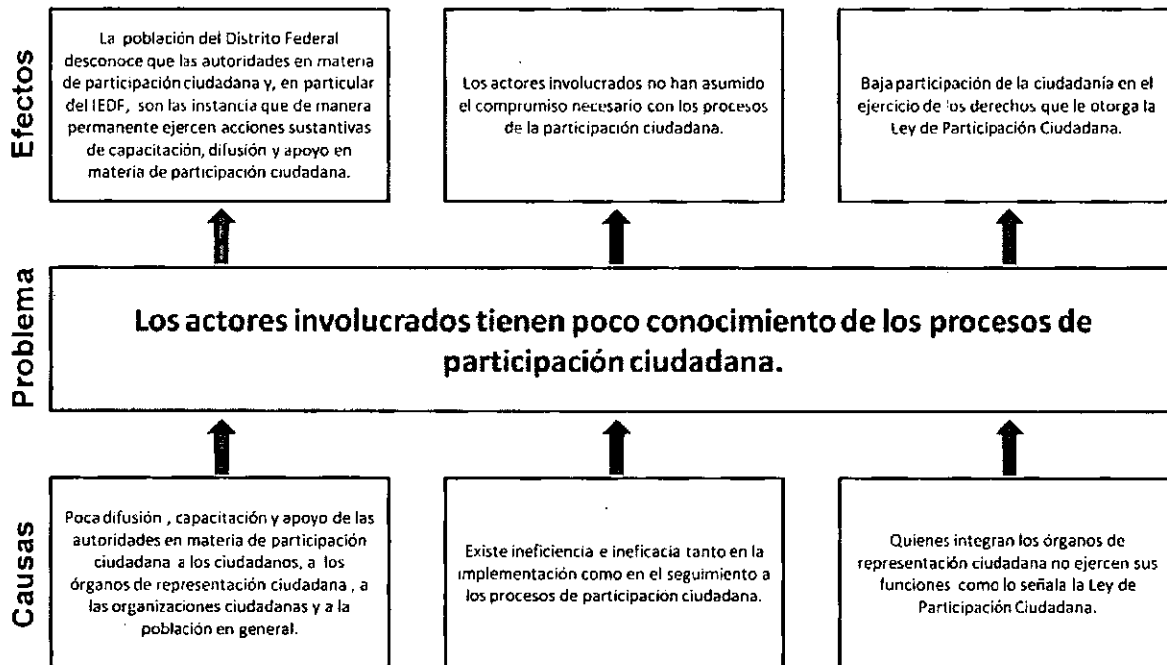 Efectos
La población del Distrito Federal
desconoce que las autoridades en materia
de participación ciudadana y, en particular
del IEDF, son las instancia que de manera
permanente ejercen acciones sustantivas
de capacitación, difusión y apoyo en
materia de participación ciudadana.
Los actores involucrados no han asumido
el compromiso necesario con los procesos
de la participación ciudadana.
Baja participación de la ciudadanía en el
ejercicio de los derechos que le otorga la
Ley de Participación Ciudadana.
Problema
Los actores involucrados tienen poco conocimiento de los procesos de
participación ciudadana.
Causas
Poca difusión , capacitación y apoyo de las
autoridades en materia de participación
ciudadana a los ciudadanos, a los
órganos de representación ciudadana , a
las organizaciones ciudadanas y a la
población en general.
Existe ineficiencia e ineficacia tanto en la
implementación como en el seguimiento a
los procesos de participación ciudadana.
Quienes integran los órganos de
representación ciudadana no ejercen sus
funciones como lo señala la Ley de
Participación Ciudadana.